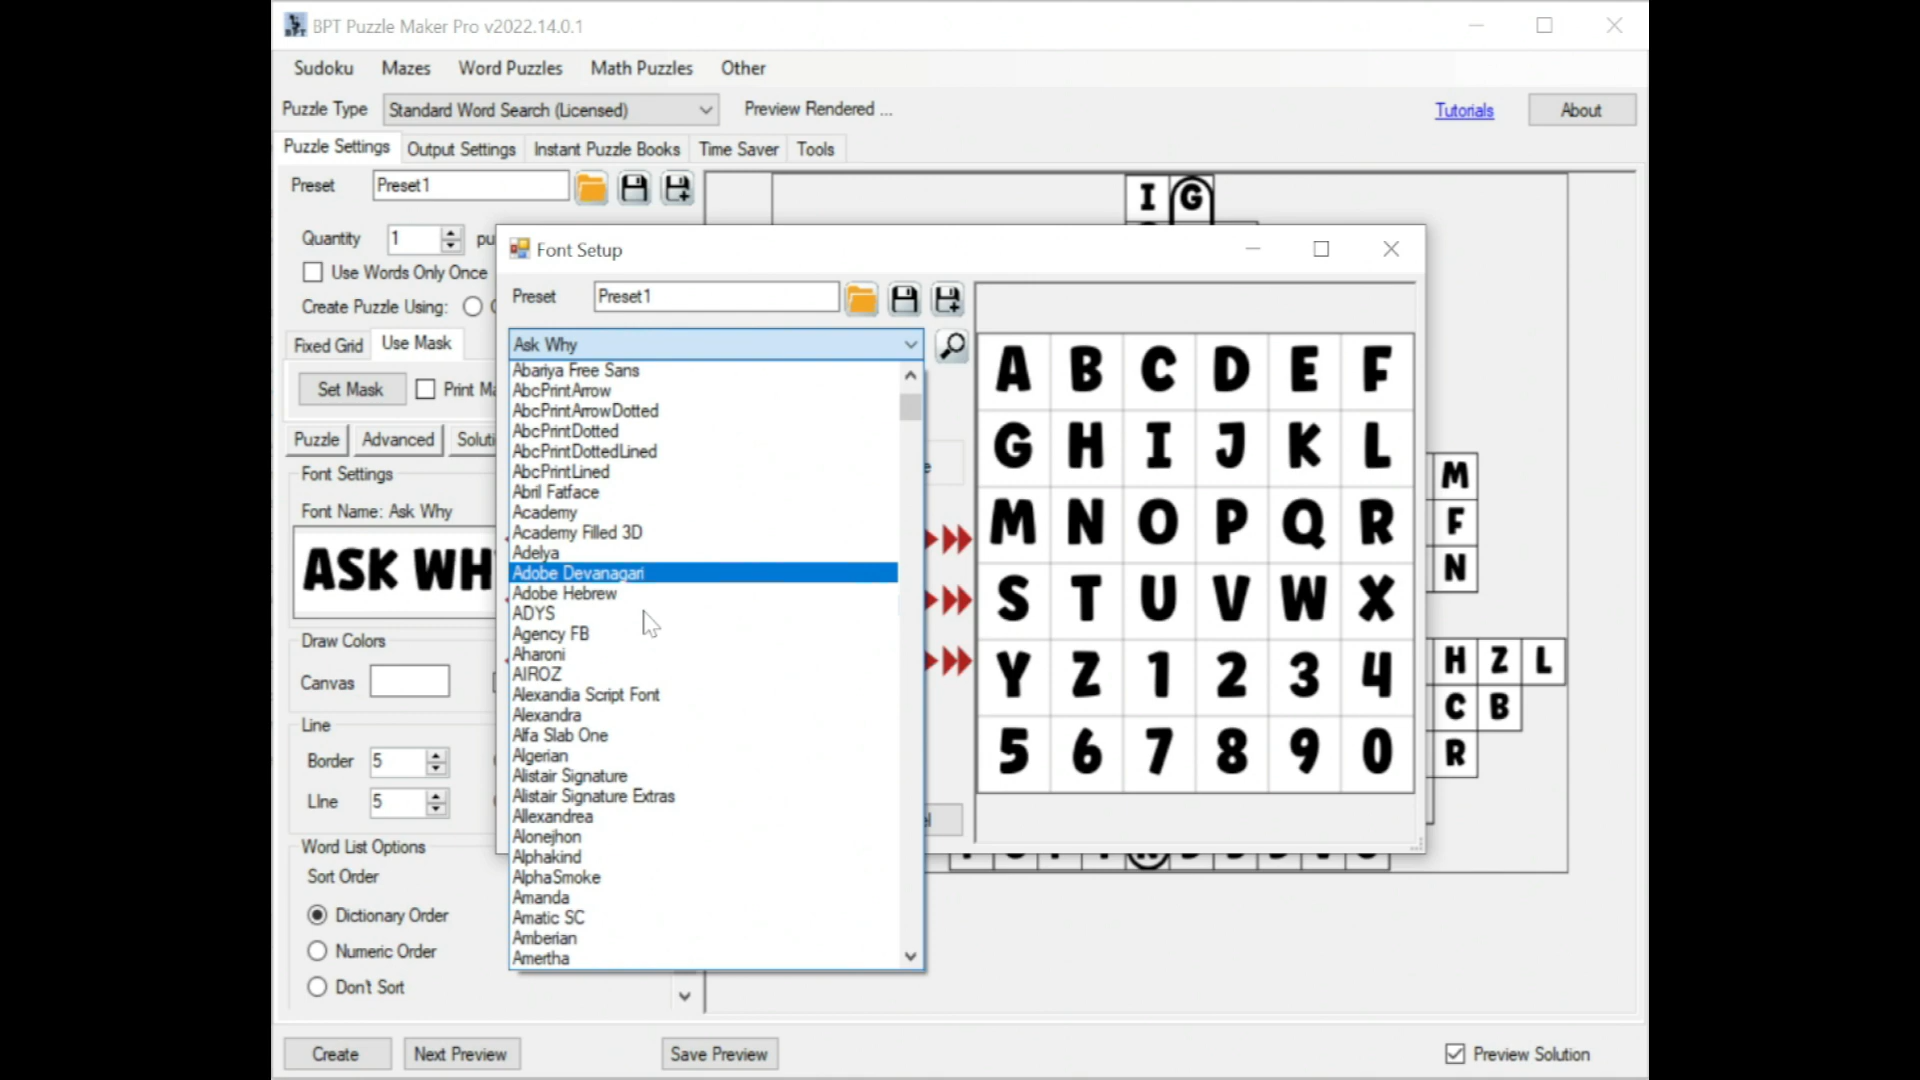 BPT Puzzle Maker Pro v2022.14.0.1
Sudoku Mazes Word Puzzles Math Puzzles Other
Puzzle Type Standard Word Search (Licensed) Preview Rendered ... Tutorials About
Puzzle Settings Output Settings Instant Puzzle Books Time Saver Tools
Preset Preset1
I G
Quantity 1 pu
Use Words Only Once
Create Puzzle Using:
Fixed Grid Use Mask
Set Mask Print Ma
Puzzle Advanced Soluti
Font Settings
Font Name: Ask Why
ASK WH
Draw Colors
Canvas
Line
Border 5
LIne 5
Word List Options
Sort Order
Dictionary Order
Numeric Order
Don't Sort
Font Setup
Preset Preset1
Ask Why
Abariya Free Sans
AbcPrintArrow
AbcPrintArrowDotted
AbcPrintDotted
AbcPrintDottedLined
AbcPrintLined
Abril Fatface
Academy
Academy Filled 3D
Adelya
Adobe Devanagari
Adobe Hebrew
ADYS
Agency FB
Aharoni
AIROZ
Alexandia Script Font
Alexandra
Alfa Slab One
Algerian
Alistair Signature
Alistair Signature Extras
Allexandrea
Alonejhon
Alphakind
AlphaSmoke
Amanda
Amatic SC
Amberian
Amertha
A B C D E F
G H I J K L
M N O P Q R
S T U V W X
Y Z 1 2 3 4
5 6 7 8 9 0
M
F
N
H Z L
C B
R
Create Next Preview Save Preview Preview Solution